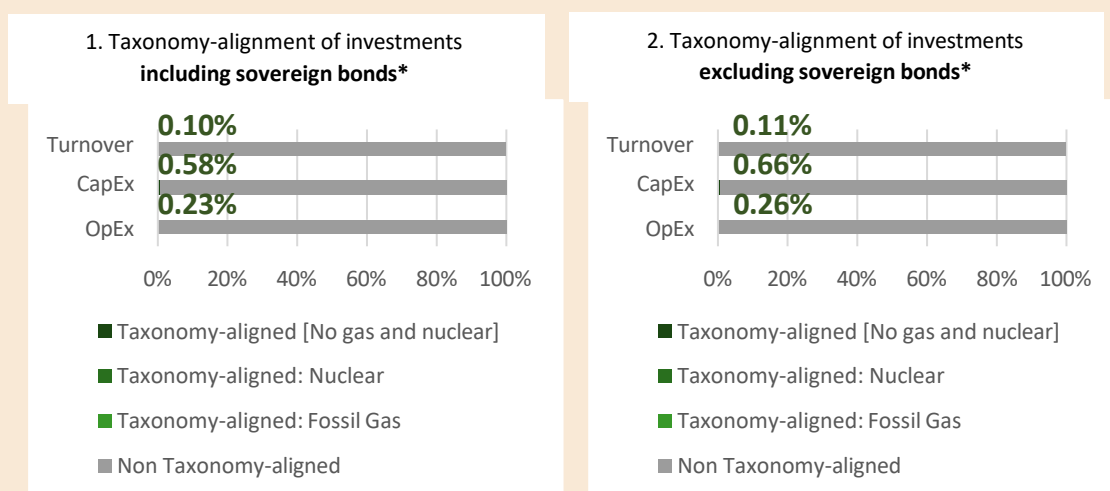 1. Taxonomy-alignment of investments
including sovereign bonds*
Turnover
0.10%
CapEx
0.58%
OpEx
0.23%
0% 20% 40% 60% 80% 100%
Taxonomy-aligned [No gas and nuclear]
Taxonomy-aligned: Nuclear
Taxonomy-aligned: Fossil Gas
Non Taxonomy-aligned
2. Taxonomy-alignment of investments
excluding sovereign bonds*
Turnover
0.11%
CapEx
0.66%
OpEx
0.26%
0% 20% 40% 60% 80% 100%
Taxonomy-aligned [No gas and nuclear]
Taxonomy-aligned: Nuclear
Taxonomy-aligned: Fossil Gas
Non Taxonomy-aligned